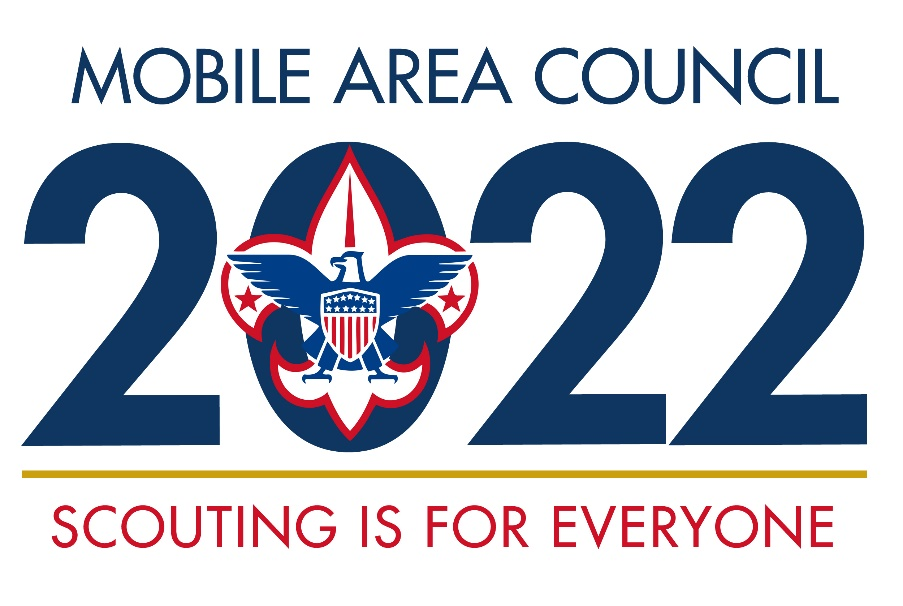 MOBILE AREA COUNCIL
2022
SCOUTING IS FOR EVERYONE